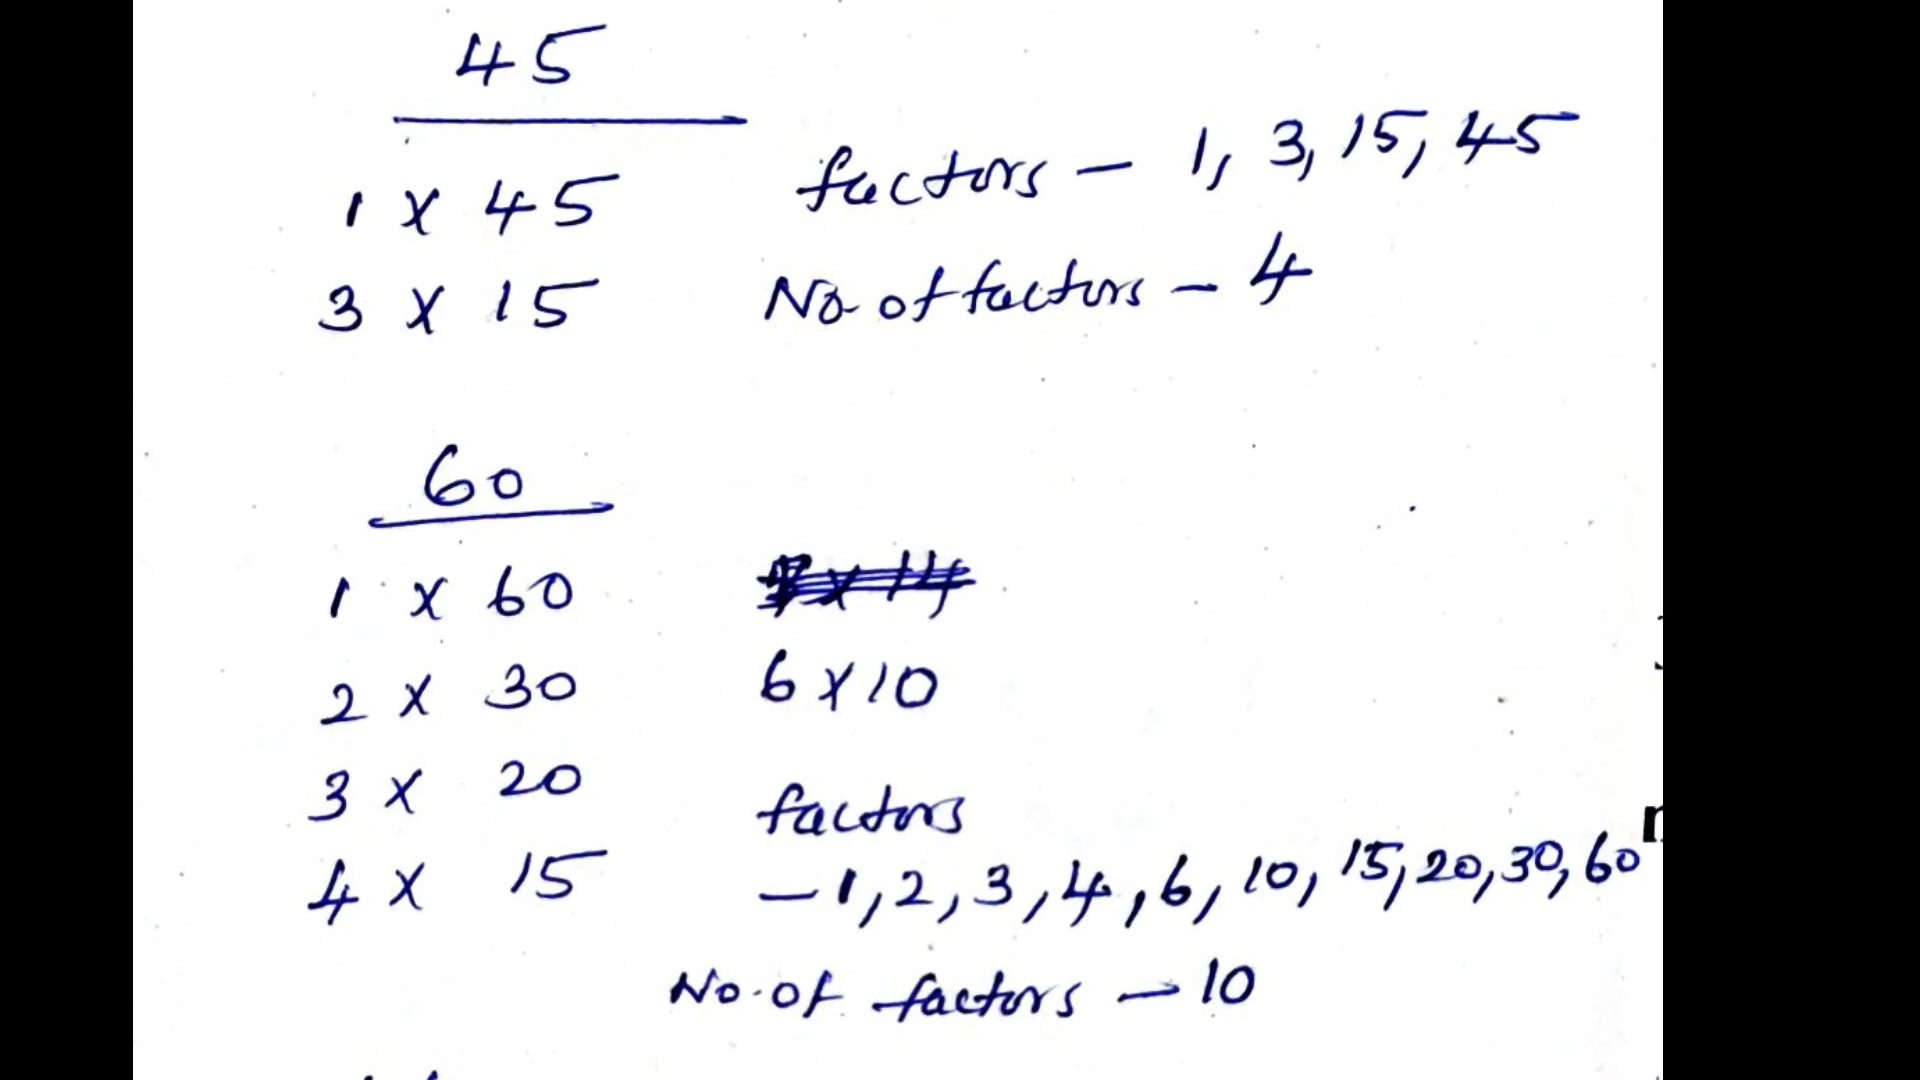 45
1 x 45
3 x 15
factors - 1, 3, 15, 45
No. of factors - 4
60
1 x 60
2 x 30
3 x 20
4 x 15
6 x 10
factors
- 1, 2, 3, 4, 6, 10, 15, 20, 30, 60
No. of factors - 10